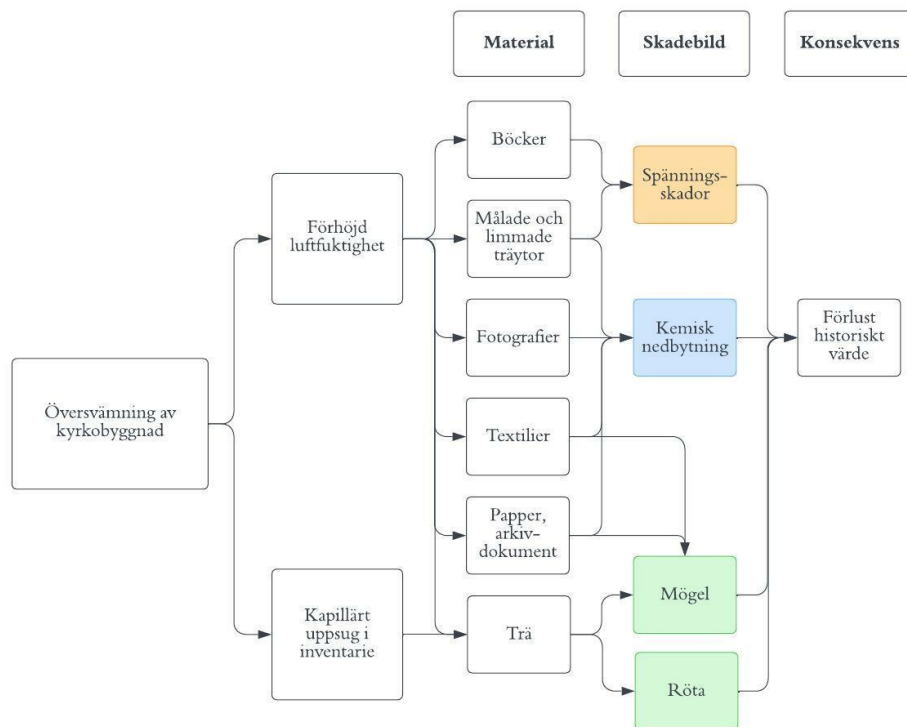 Material
Skadebild
Konsekvens
Böcker
Spännings-
skador
Förhöjd
luftfuktighet
Målade och
limmade
träytor
Fotografier
Kemisk
nedbytning
Förlust
historiskt
värde
Översvämning av
kyrkobyggnad
Textilier
Papper,
arkiv-
dokument
Mögel
Kapillärt
uppsug i
inventarie
Trä
Röta